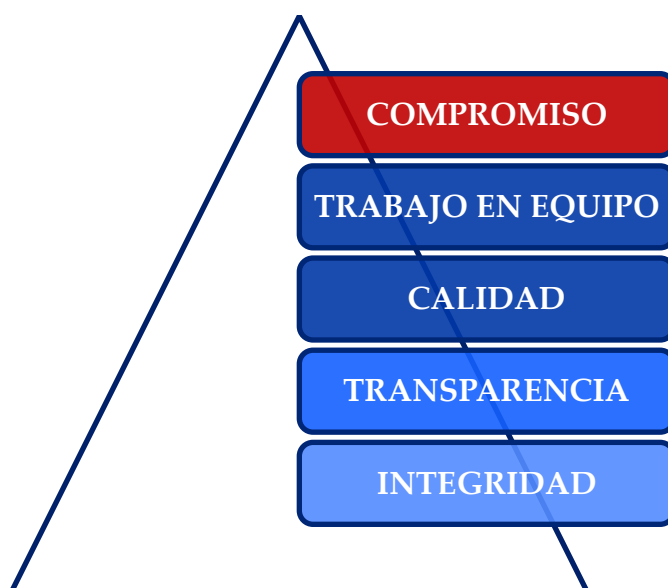 COMPROMISO
TRABAJO EN EQUIPO
CALIDAD
TRANSPARENCIA
INTEGRIDAD